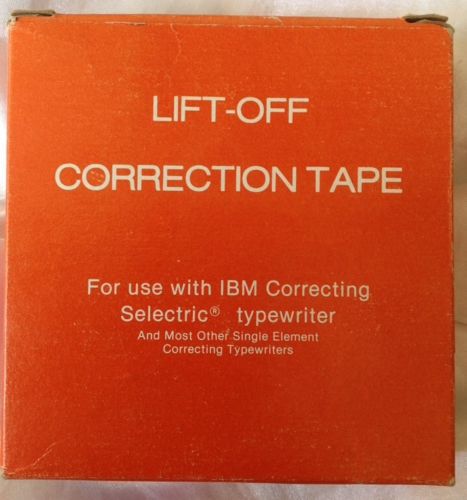 LIFT-OFF
CORRECTION TAPE
For use with IBM Correcting
Selectric® typewriter
And Most Other Single Element
Correcting Typewriters